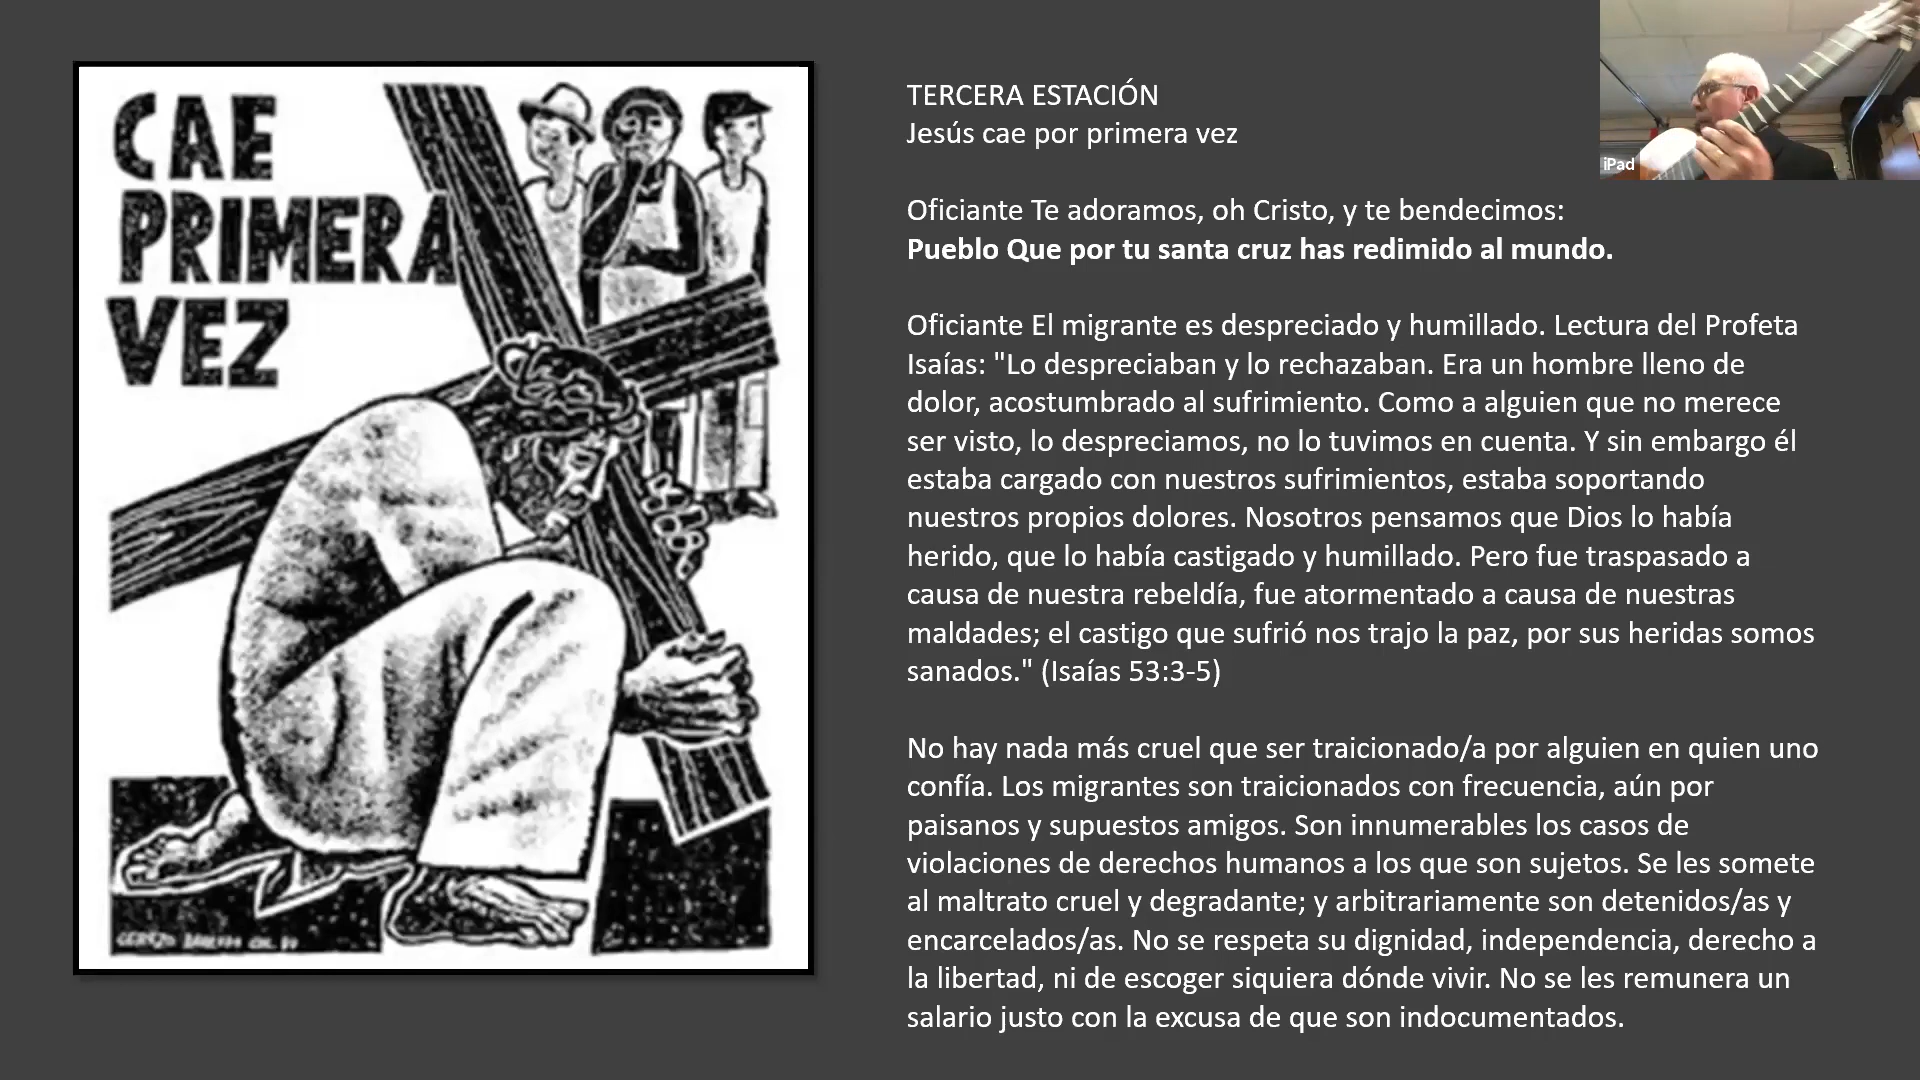 CAE
PRIMERA
VEZ
TERCERA ESTACIÓN
Jesús cae por primera vez
Oficiante Te adoramos, oh Cristo, y te bendecimos:
Pueblo Que por tu santa cruz has redimido al mundo.
Oficiante El migrante es despreciado y humillado. Lectura del Profeta
Isaías: "Lo despreciaban y lo rechazaban. Era un hombre lleno de
dolor, acostumbrado al sufrimiento. Como a alguien que no merece
ser visto, lo despreciamos, no lo tuvimos en cuenta. Y sin embargo él
estaba cargado con nuestros sufrimientos, estaba soportando
nuestros propios dolores. Nosotros pensamos que Dios lo había
herido, que lo había castigado y humillado. Pero fue traspasado a
causa de nuestra rebeldía, fue atormentado a causa de nuestras
maldades; el castigo que sufrió nos trajo la paz, por sus heridas somos
sanados." (Isaías 53:3-5)
No hay nada más cruel que ser traicionado/a por alguien en quien uno
confía. Los migrantes son traicionados con frecuencia, aún por
paisanos y supuestos amigos. Son innumerables los casos de
violaciones de derechos humanos a los que son sujetos. Se les somete
al maltrato cruel y degradante; y arbitrariamente son detenidos/as y
encarcelados/as. No se respeta su dignidad, independencia, derecho a
la libertad, ni de escoger siquiera dónde vivir. No se les remunera un
salario justo con la excusa de que son indocumentados.
iPad